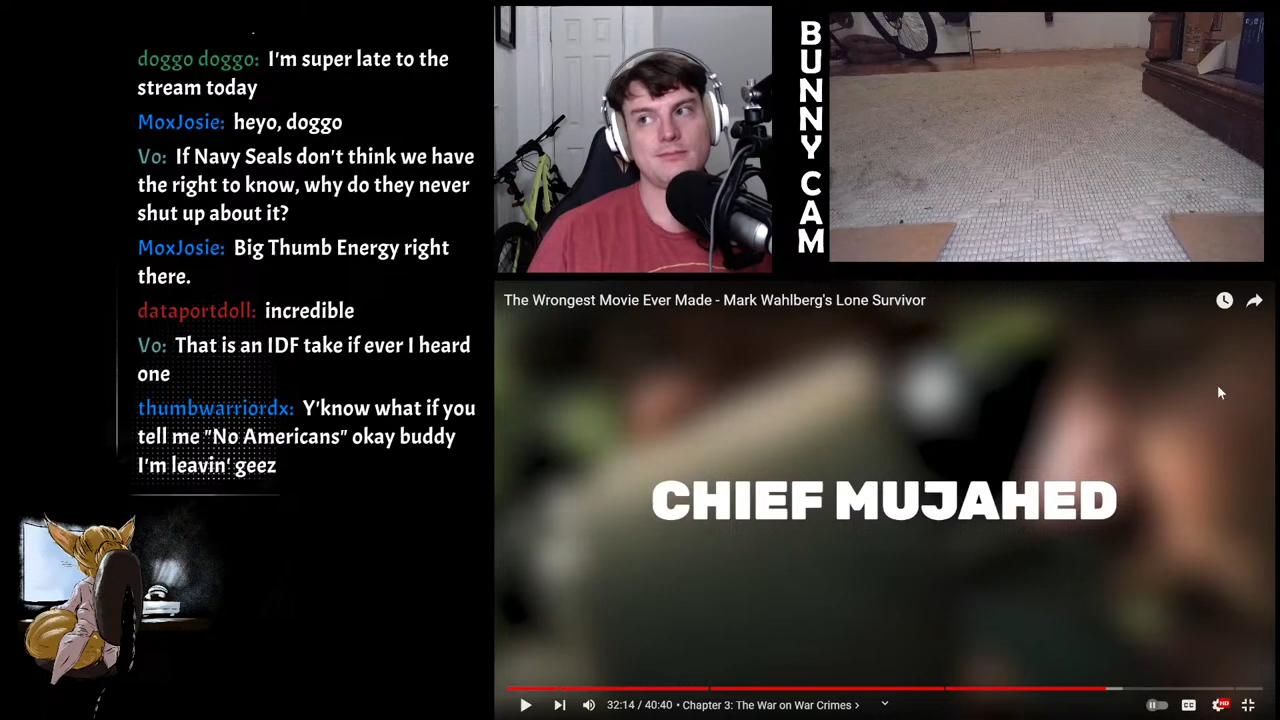 doggo doggo: I'm super late to the
stream today
MoxJosie: heyo, doggo
Vo: If Navy Seals don't think we have
the right to know, why do they never
shut up about it?
MoxJosie: Big Thumb Energy right
there.
dataportdoll: incredible
Vo: That is an IDF take if ever I heard
one
thumbwarriordx: Y'know what if you
tell me "No Americans" okay buddy
I'm leavin' geez
BUNNY CAM
The Wrongest Movie Ever Made - Mark Wahlberg's Lone Survivor
CHIEF MUJAHED
32:14 / 40:40 • Chapter 3: The War on War Crimes ›
CC
HD